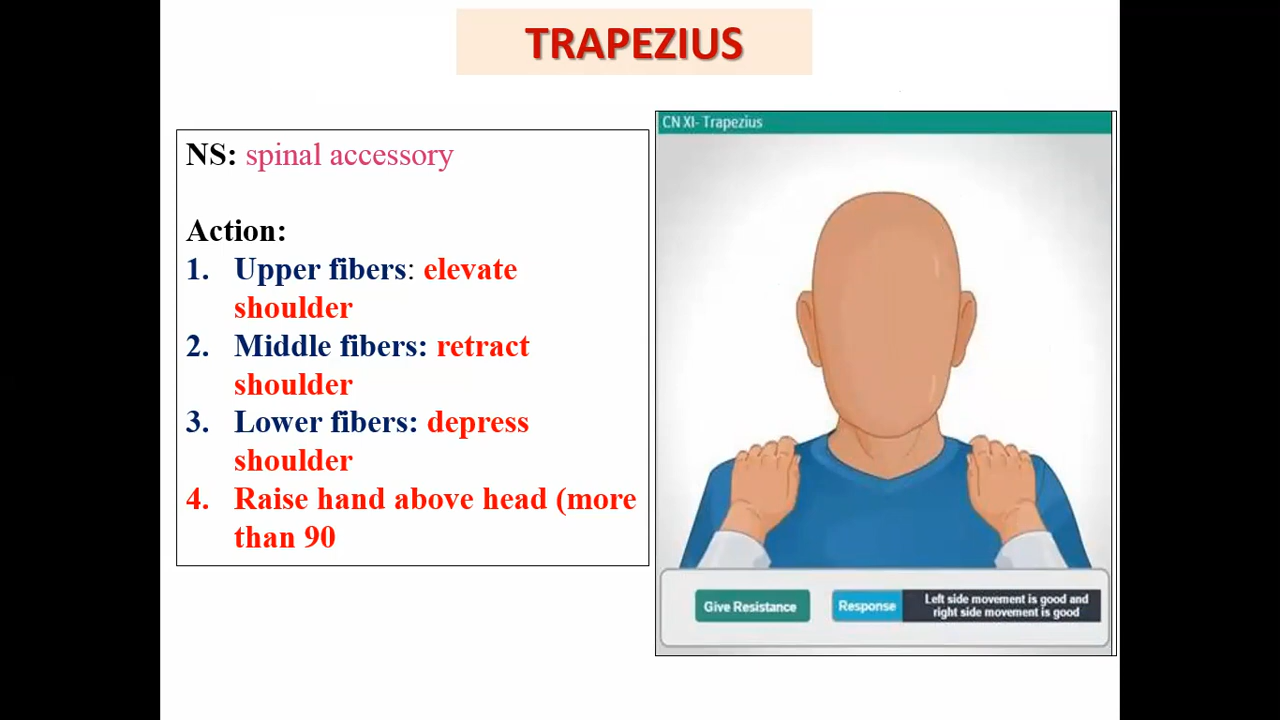 TRAPEZIUS
NS: spinal accessory
Action:
1. Upper fibers: elevate
shoulder
2. Middle fibers: retract
shoulder
3. Lower fibers: depress
shoulder
4. Raise hand above head (more
than 90
CN XI- Trapezius
Give Resistance
Response
Left side movement is good and
right side movement is good